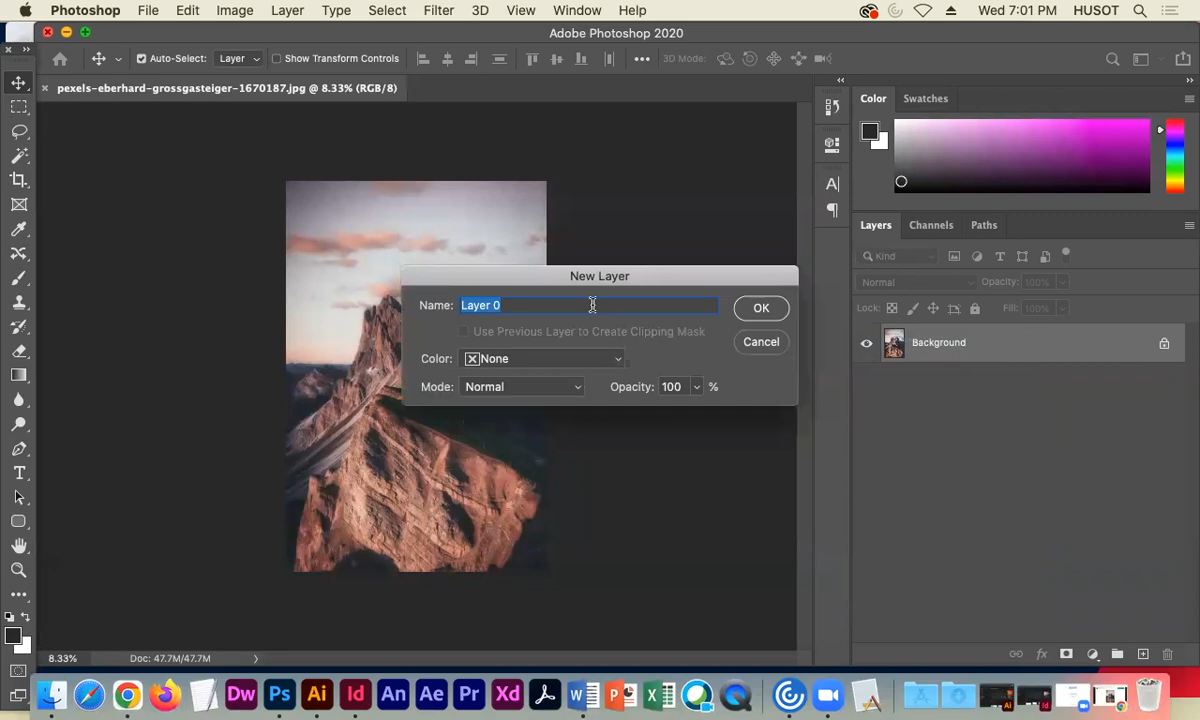 Photoshop File Edit Image Layer Type Select Filter 3D View Window Help Wed 7:01 PM HUSOT
Adobe Photoshop 2020
Auto-Select: Layer Show Transform Controls 3D Mode:
pexels-eberhard-grossgasteiger-1670187.jpg @ 8.33% (RGB/8)
Color Swatches
New Layer
Name: Layer 0 OK
Use Previous Layer to Create Clipping Mask
Color: None Cancel
Mode: Normal Opacity: 100 %
Layers Channels Paths
Kind
Normal Opacity: 100%
Lock: Fill: 100%
Background
8.33% Doc: 47.7M/47.7M
Dw Ps Ai Id An Ae Pr Xd